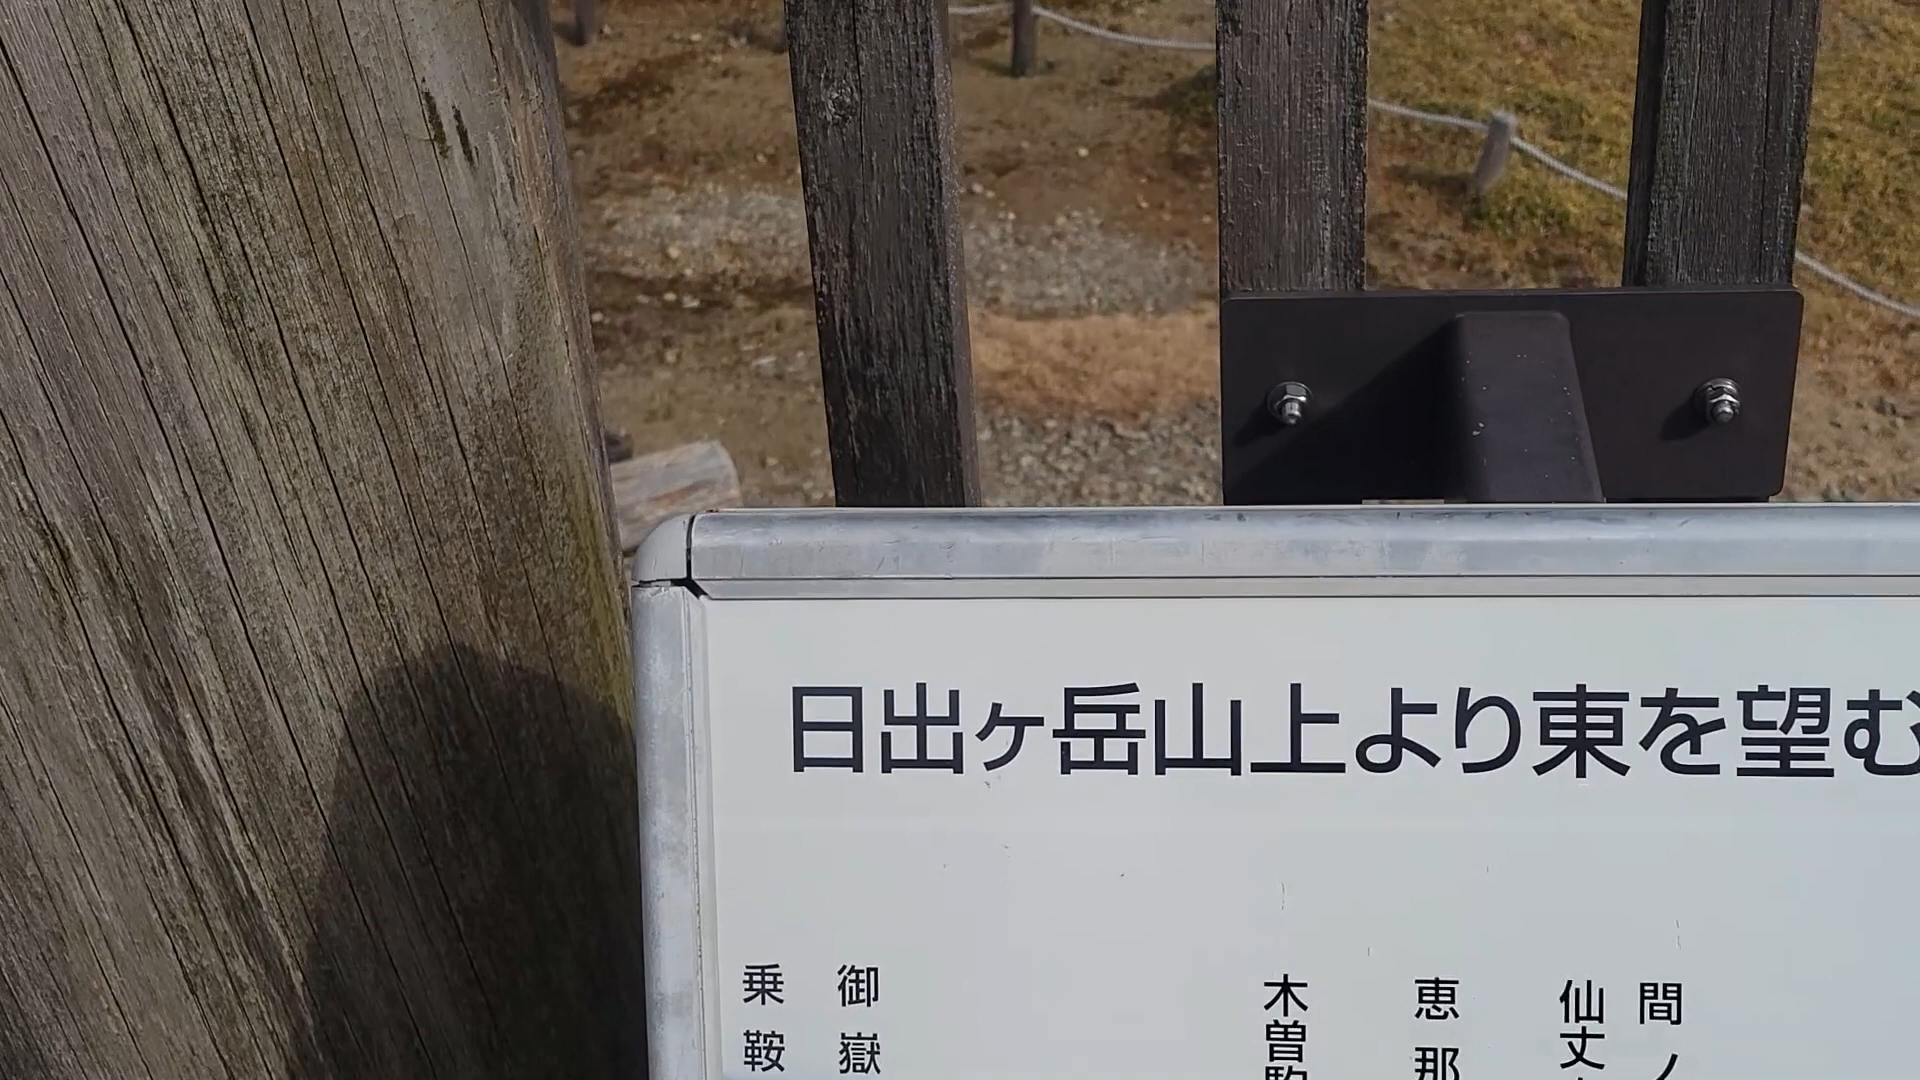 日出ヶ岳山上より東を望む
乗鞍
御嶽
木曽駒
恵那
仙丈
間ノ